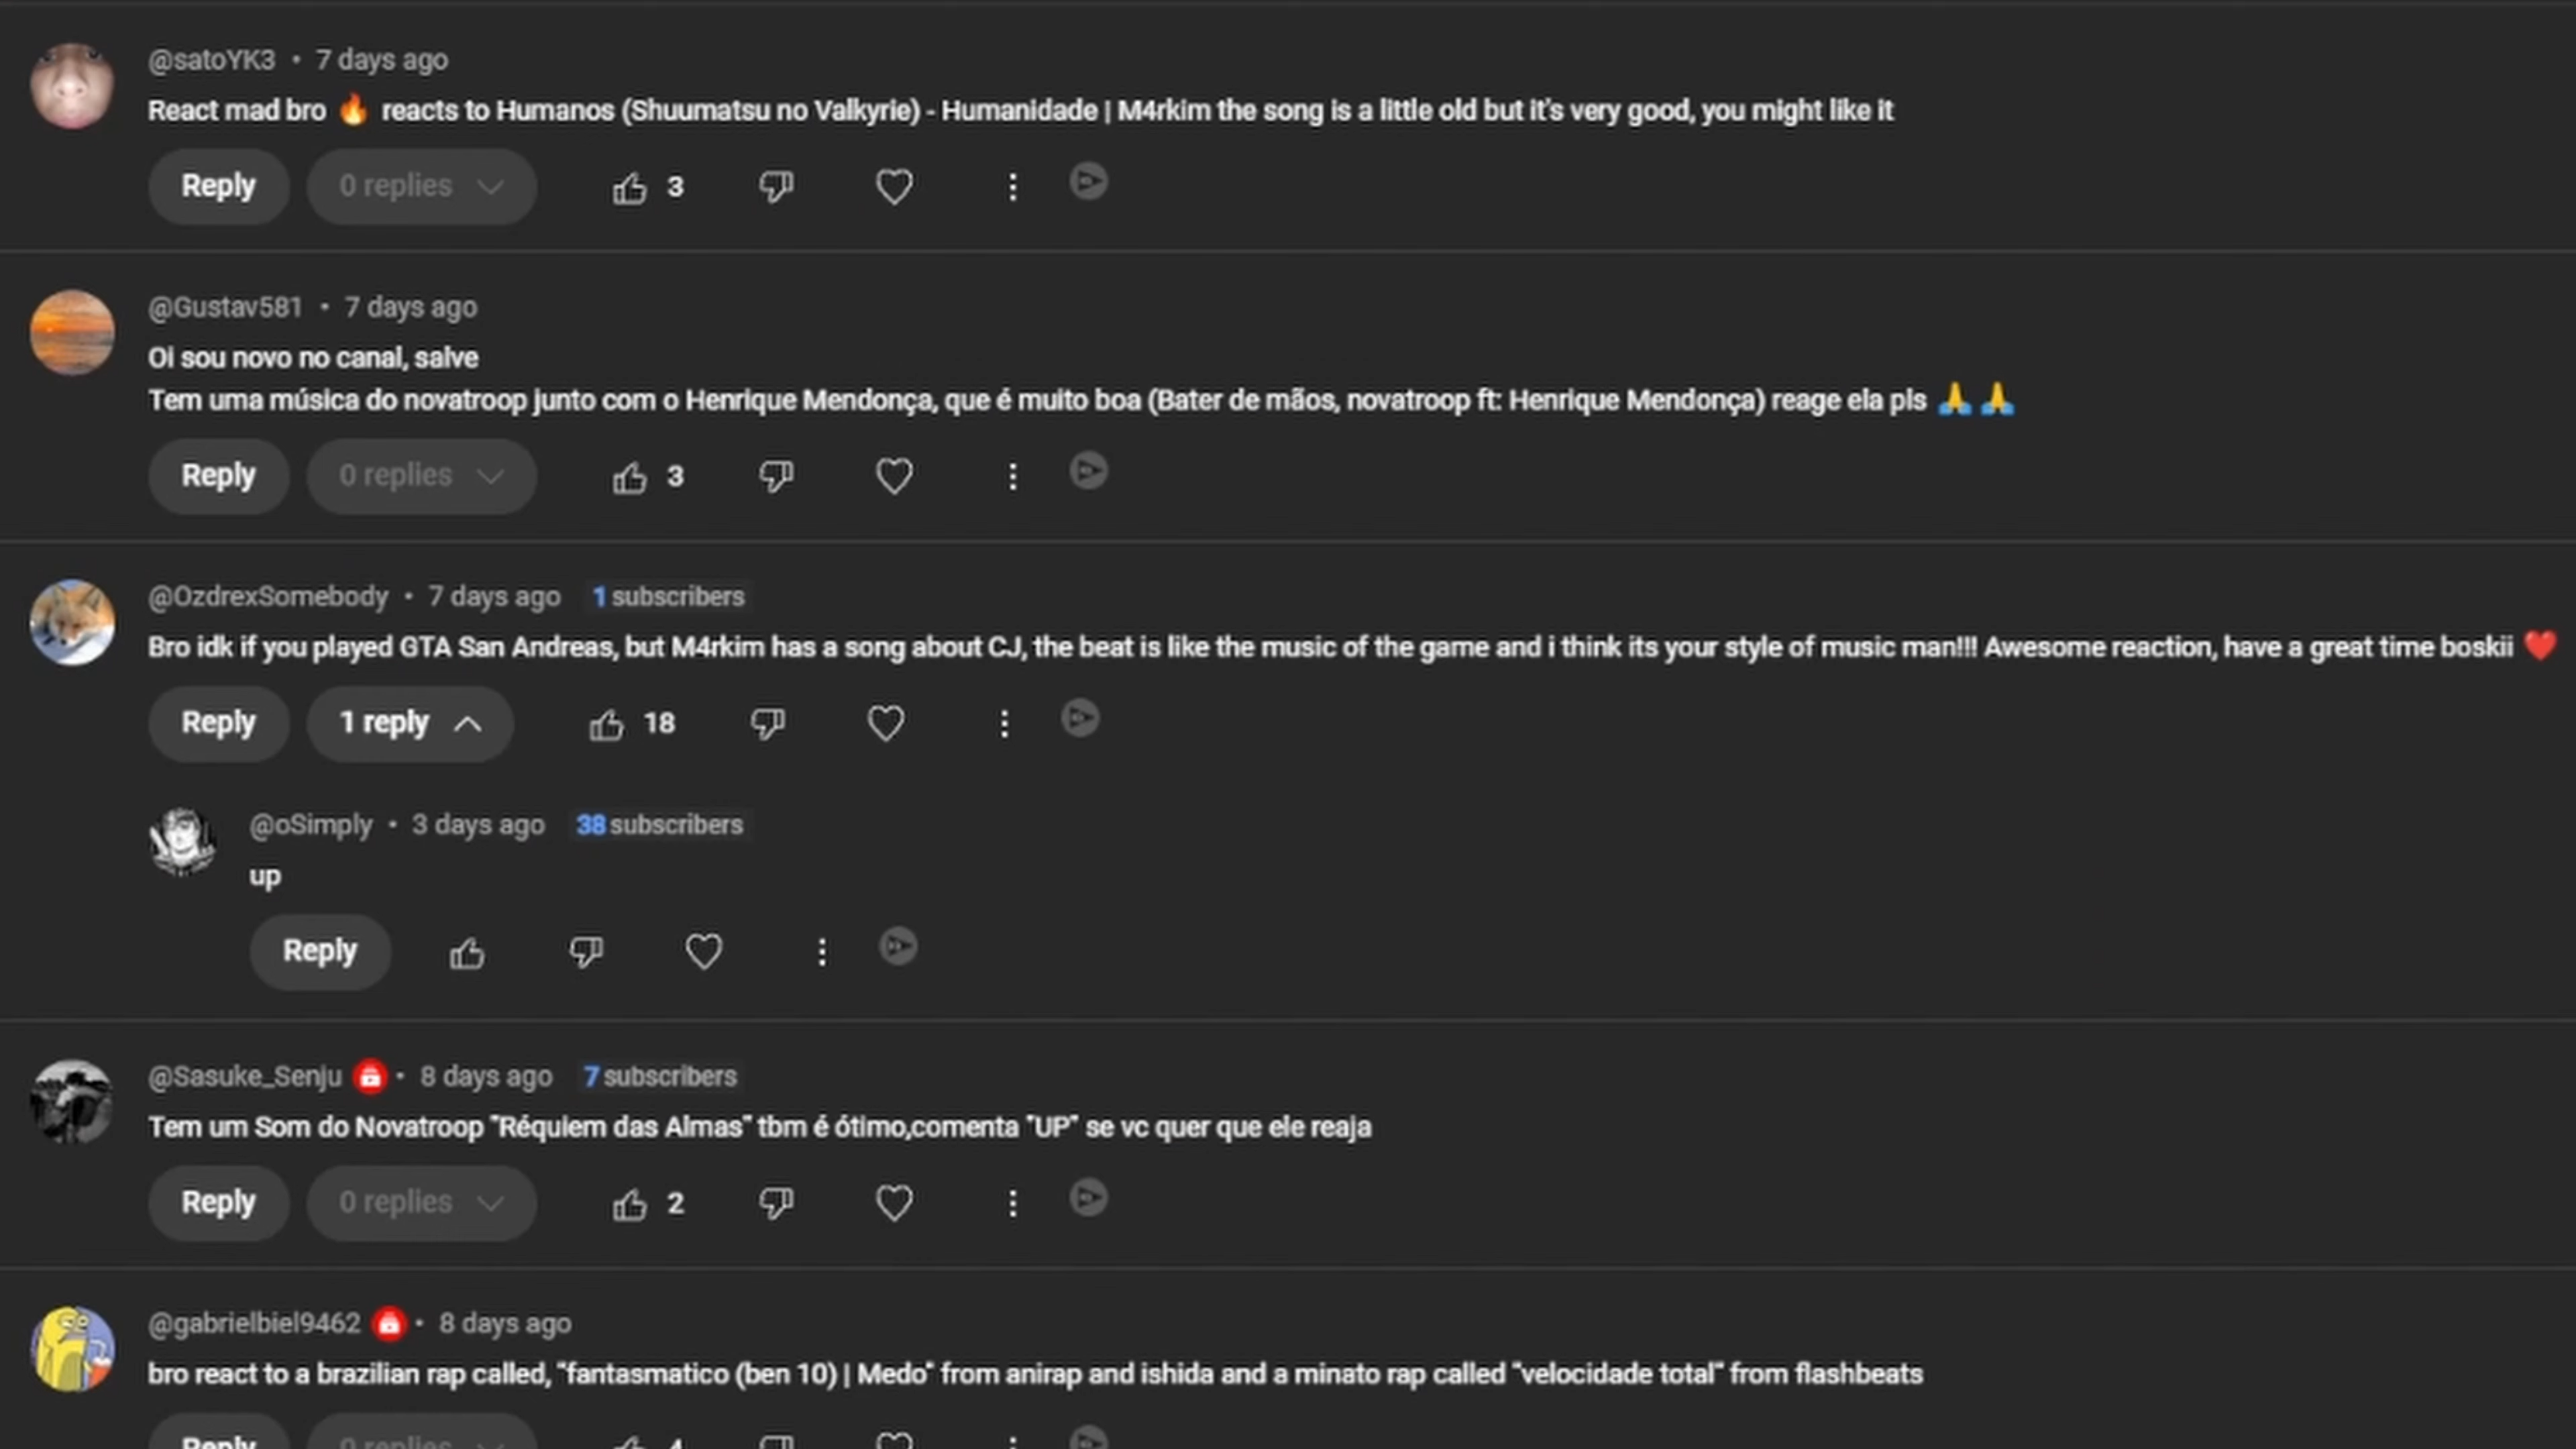 @satoYK3 • 7 days ago
React mad bro 🔥 reacts to Humanos (Shuumatsu no Valkyrie) - Humanidade | M4rkim the song is a little old but it's very good, you might like it
Reply 0 replies 3
@Gustav581 • 7 days ago
Oi sou novo no canal, salve
Tem uma música do novatroop junto com o Henrique Mendonça, que é muito boa (Bater de mãos, novatroop ft: Henrique Mendonça) reage ela pls 🙏🙏
Reply 0 replies 3
@OzdrexSomebody • 7 days ago 1 subscribers
Bro idk if you played GTA San Andreas, but M4rkim has a song about CJ, the beat is like the music of the game and i think its your style of music man!!! Awesome reaction, have a great time boskii ❤️
Reply 1 reply 18
@oSimply • 3 days ago 38 subscribers
up
Reply
@Sasuke_Senju • 8 days ago 7 subscribers
Tem um Som do Novatroop "Réquiem das Almas" tbm é ótimo,comenta "UP" se vc quer que ele reaja
Reply 0 replies 2
@gabrielbiel9462 • 8 days ago
bro react to a brazilian rap called, "fantasmatico (ben 10) | Medo" from anirap and ishida and a minato rap called "velocidade total" from flashbeats
Reply 0 replies 4